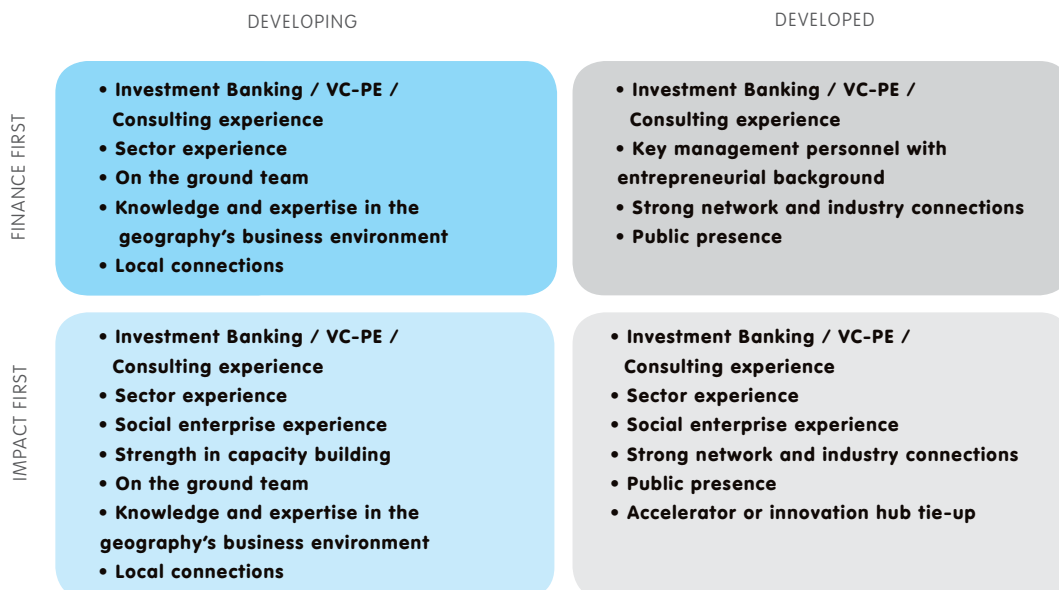 DEVELOPING
DEVELOPED
FINANCE FIRST
• Investment Banking / VC-PE /
Consulting experience
• Sector experience
• On the ground team
• Knowledge and expertise in the
geography's business environment
• Local connections
• Investment Banking / VC-PE /
Consulting experience
• Key management personnel with
entrepreneurial background
• Strong network and industry connections
• Public presence
IMPACT FIRST
• Investment Banking / VC-PE /
Consulting experience
• Sector experience
• Social enterprise experience
• Strength in capacity building
• On the ground team
• Knowledge and expertise in the
geography's business environment
• Local connections
• Investment Banking / VC-PE /
Consulting experience
• Sector experience
• Social enterprise experience
• Strong network and industry connections
• Public presence
• Accelerator or innovation hub tie-up